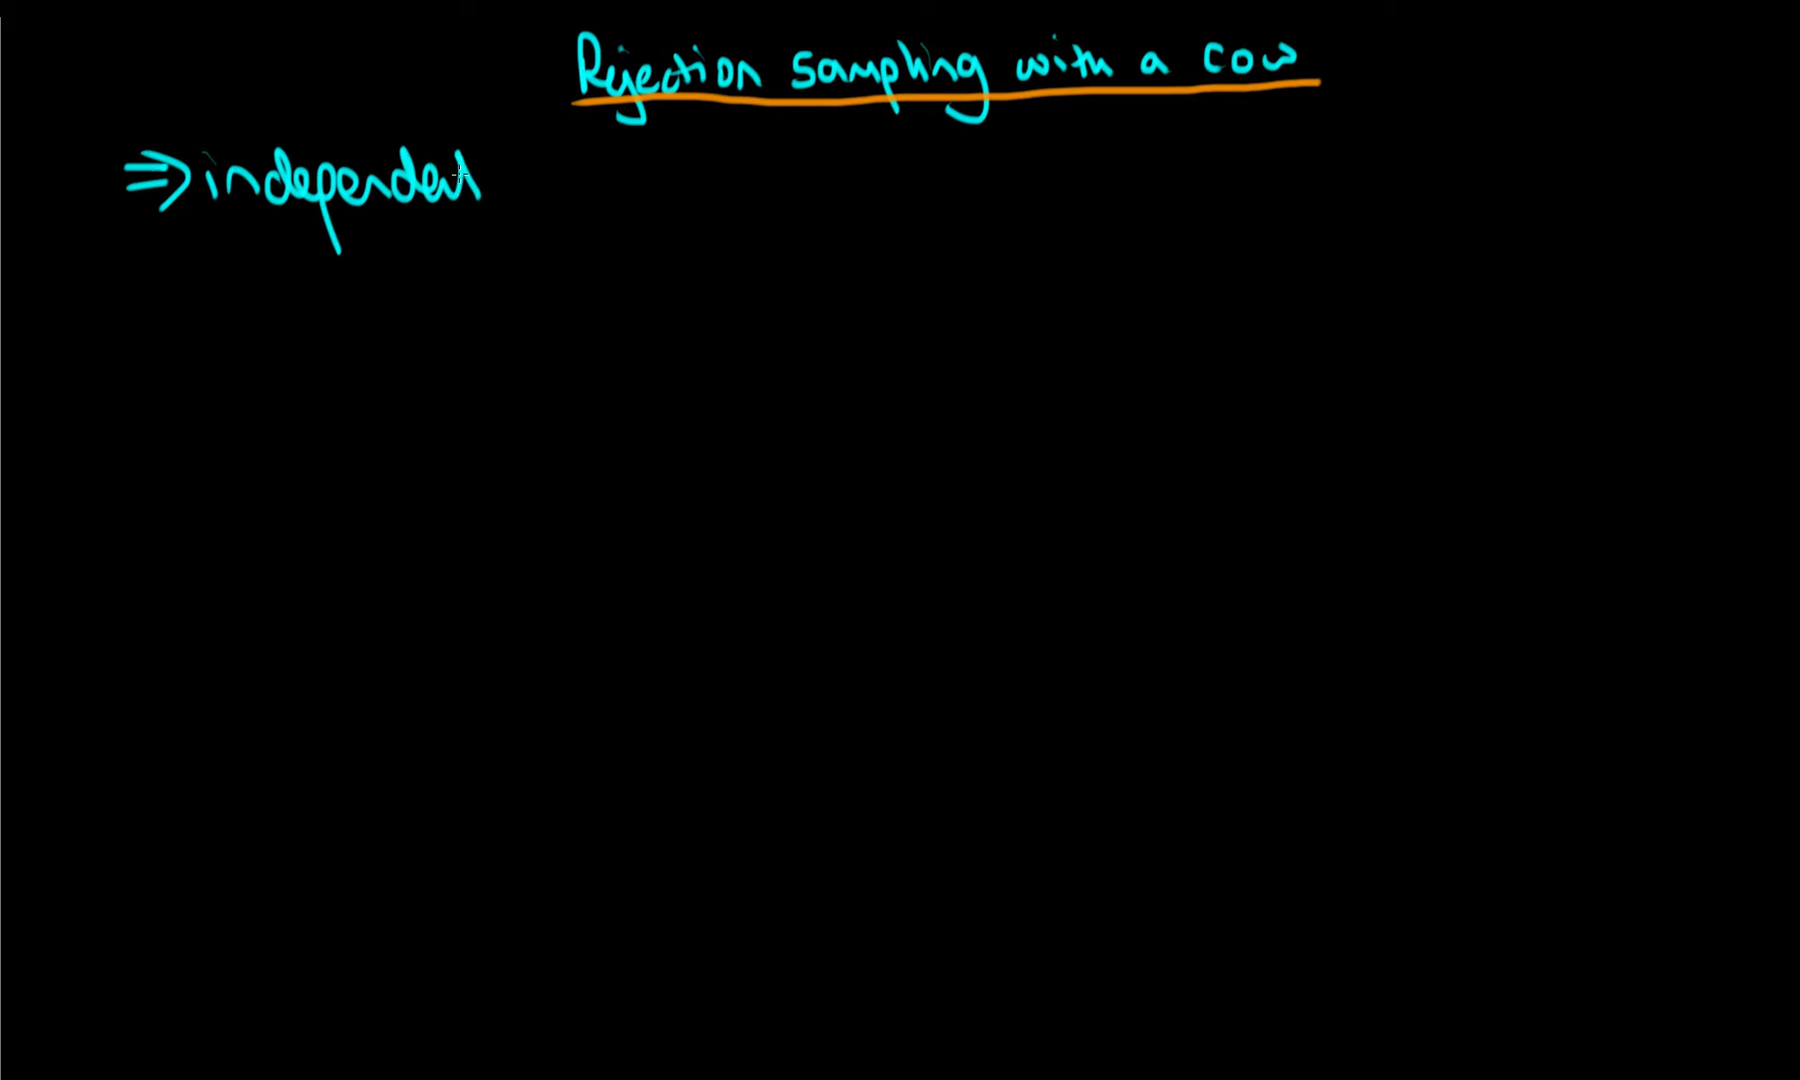 Rejection sampling with a cow
⇒ independent